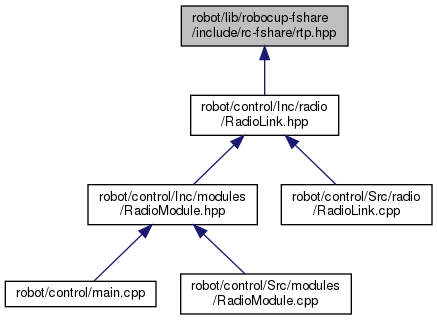 robot/lib/robocup-fshare
/include/rc-fshare/rtp.hpp
robot/control/Inc/radio
/RadioLink.hpp
robot/control/Inc/modules
/RadioModule.hpp
robot/control/Src/radio
/RadioLink.cpp
robot/control/main.cpp
robot/control/Src/modules
/RadioModule.cpp